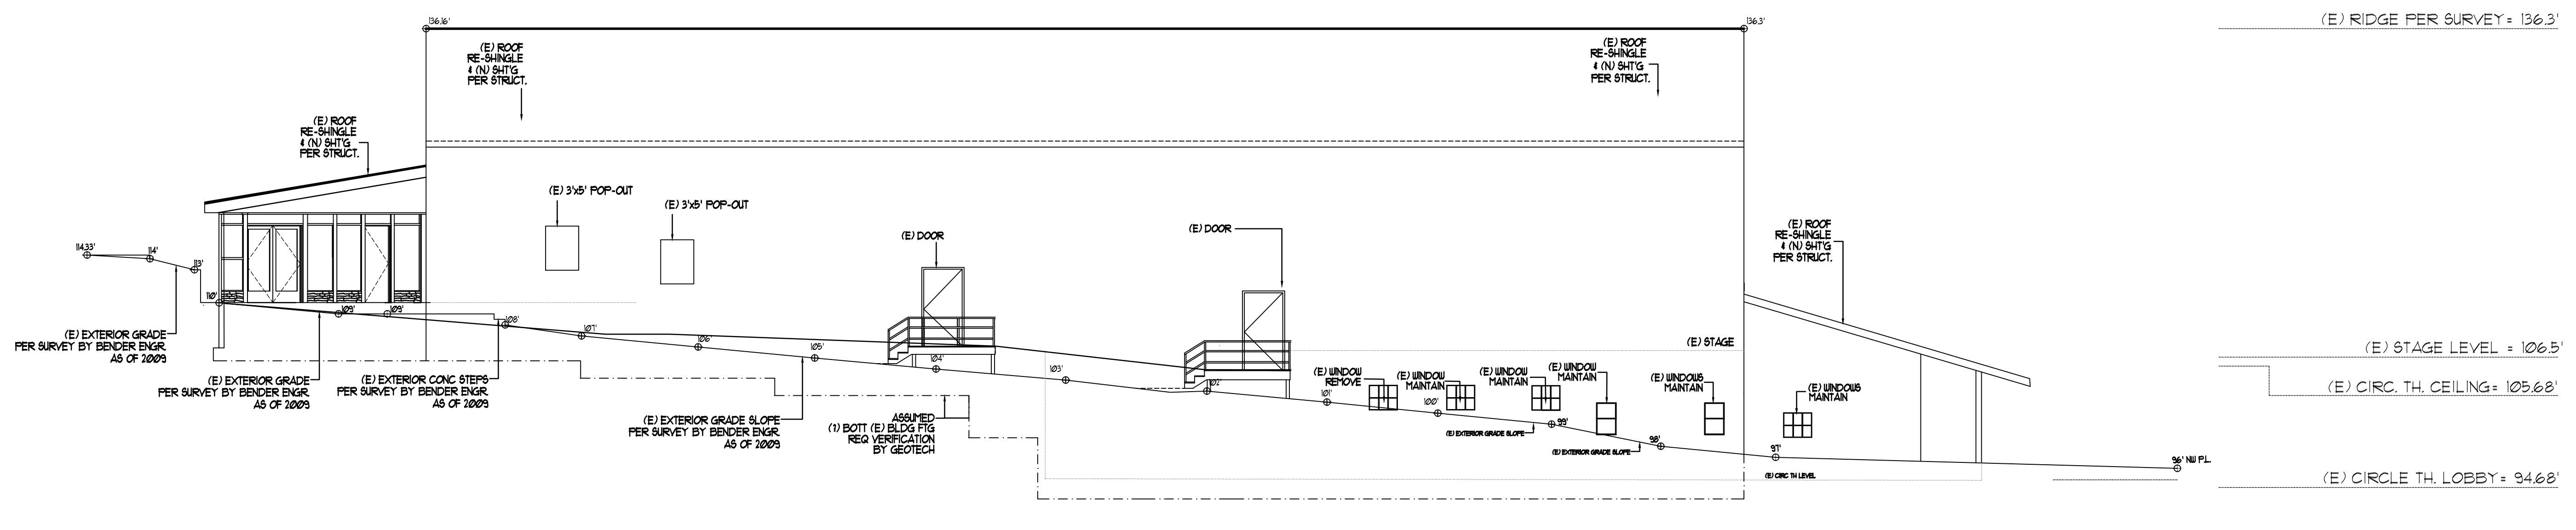 136.16'
136.3'
(E) RIDGE PER SURVEY = 136.3'
(E) ROOF
RE-SHINGLE
& (N) SHT'G
PER STRUCT.
(E) ROOF
RE-SHINGLE
& (N) SHT'G
PER STRUCT.
(E) ROOF
RE-SHINGLE
& (N) SHT'G
PER STRUCT.
(E) 3'x5' POP-OUT
(E) 3'x5' POP-OUT
(E) DOOR
(E) DOOR
(E) ROOF
RE-SHINGLE
& (N) SHT'G
PER STRUCT.
114.33'
114'
113'
110'
109'
109'
108'
107'
106'
105'
104'
103'
102'
101'
100'
99'
98'
97'
96' NW P.L.
(E) EXTERIOR GRADE
PER SURVEY BY BENDER ENGR.
AS OF 2009
(E) EXTERIOR GRADE
PER SURVEY BY BENDER ENGR.
AS OF 2009
(E) EXTERIOR CONC STEPS
PER SURVEY BY BENDER ENGR.
AS OF 2009
(E) EXTERIOR GRADE SLOPE
PER SURVEY BY BENDER ENGR.
AS OF 2009
ASSUMED
(1) BOTT (E) BLDG FTG
REQ VERIFICATION
BY GEOTECH
(E) WINDOW
REMOVE
(E) WINDOW
MAINTAIN
(E) WINDOW
MAINTAIN
(E) WINDOW
MAINTAIN
(E) WINDOWS
MAINTAIN
(E) WINDOWS
MAINTAIN
(E) STAGE
(E) EXTERIOR GRADE SLOPE
(E) EXTERIOR GRADE SLOPE
(E) CIRC TH LEVEL
(E) STAGE LEVEL = 106.5'
(E) CIRC. TH. CEILING = 105.68'
(E) CIRCLE TH. LOBBY = 94.68'